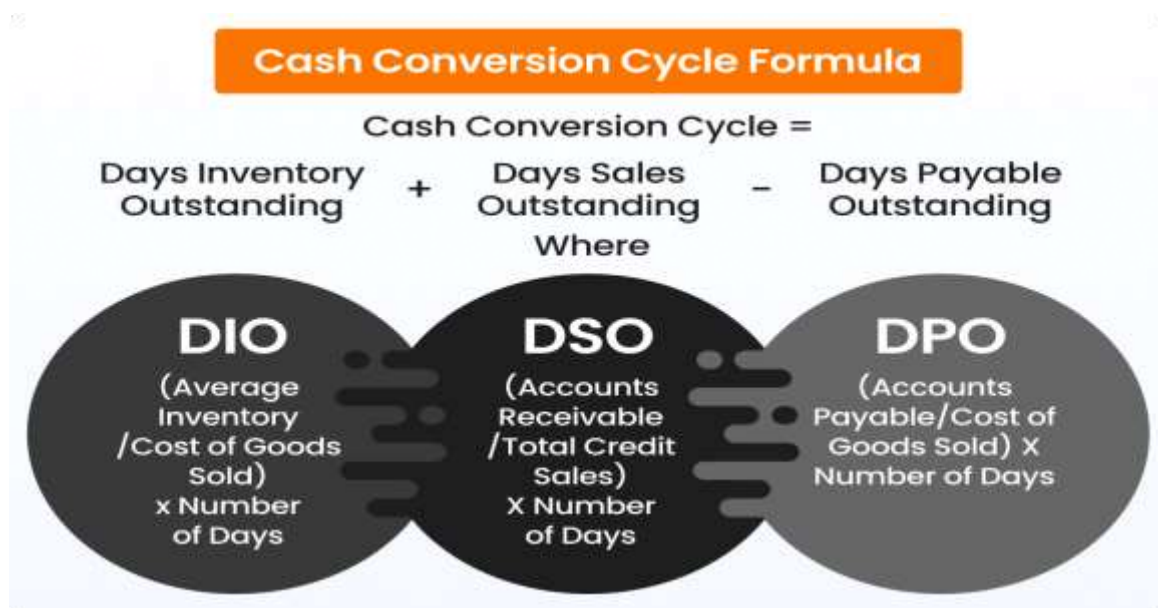 Cash Conversion Cycle Formula
Cash Conversion Cycle =
Days Inventory
Outstanding
+
Days Sales
Outstanding
-
Days Payable
Outstanding
Where
DIO
(Average
Inventory
/Cost of Goods
Sold)
x Number
of Days
DSO
(Accounts
Receivable
/Total Credit
Sales)
X Number
of Days
DPO
(Accounts
Payable/Cost of
Goods Sold) X
Number of Days